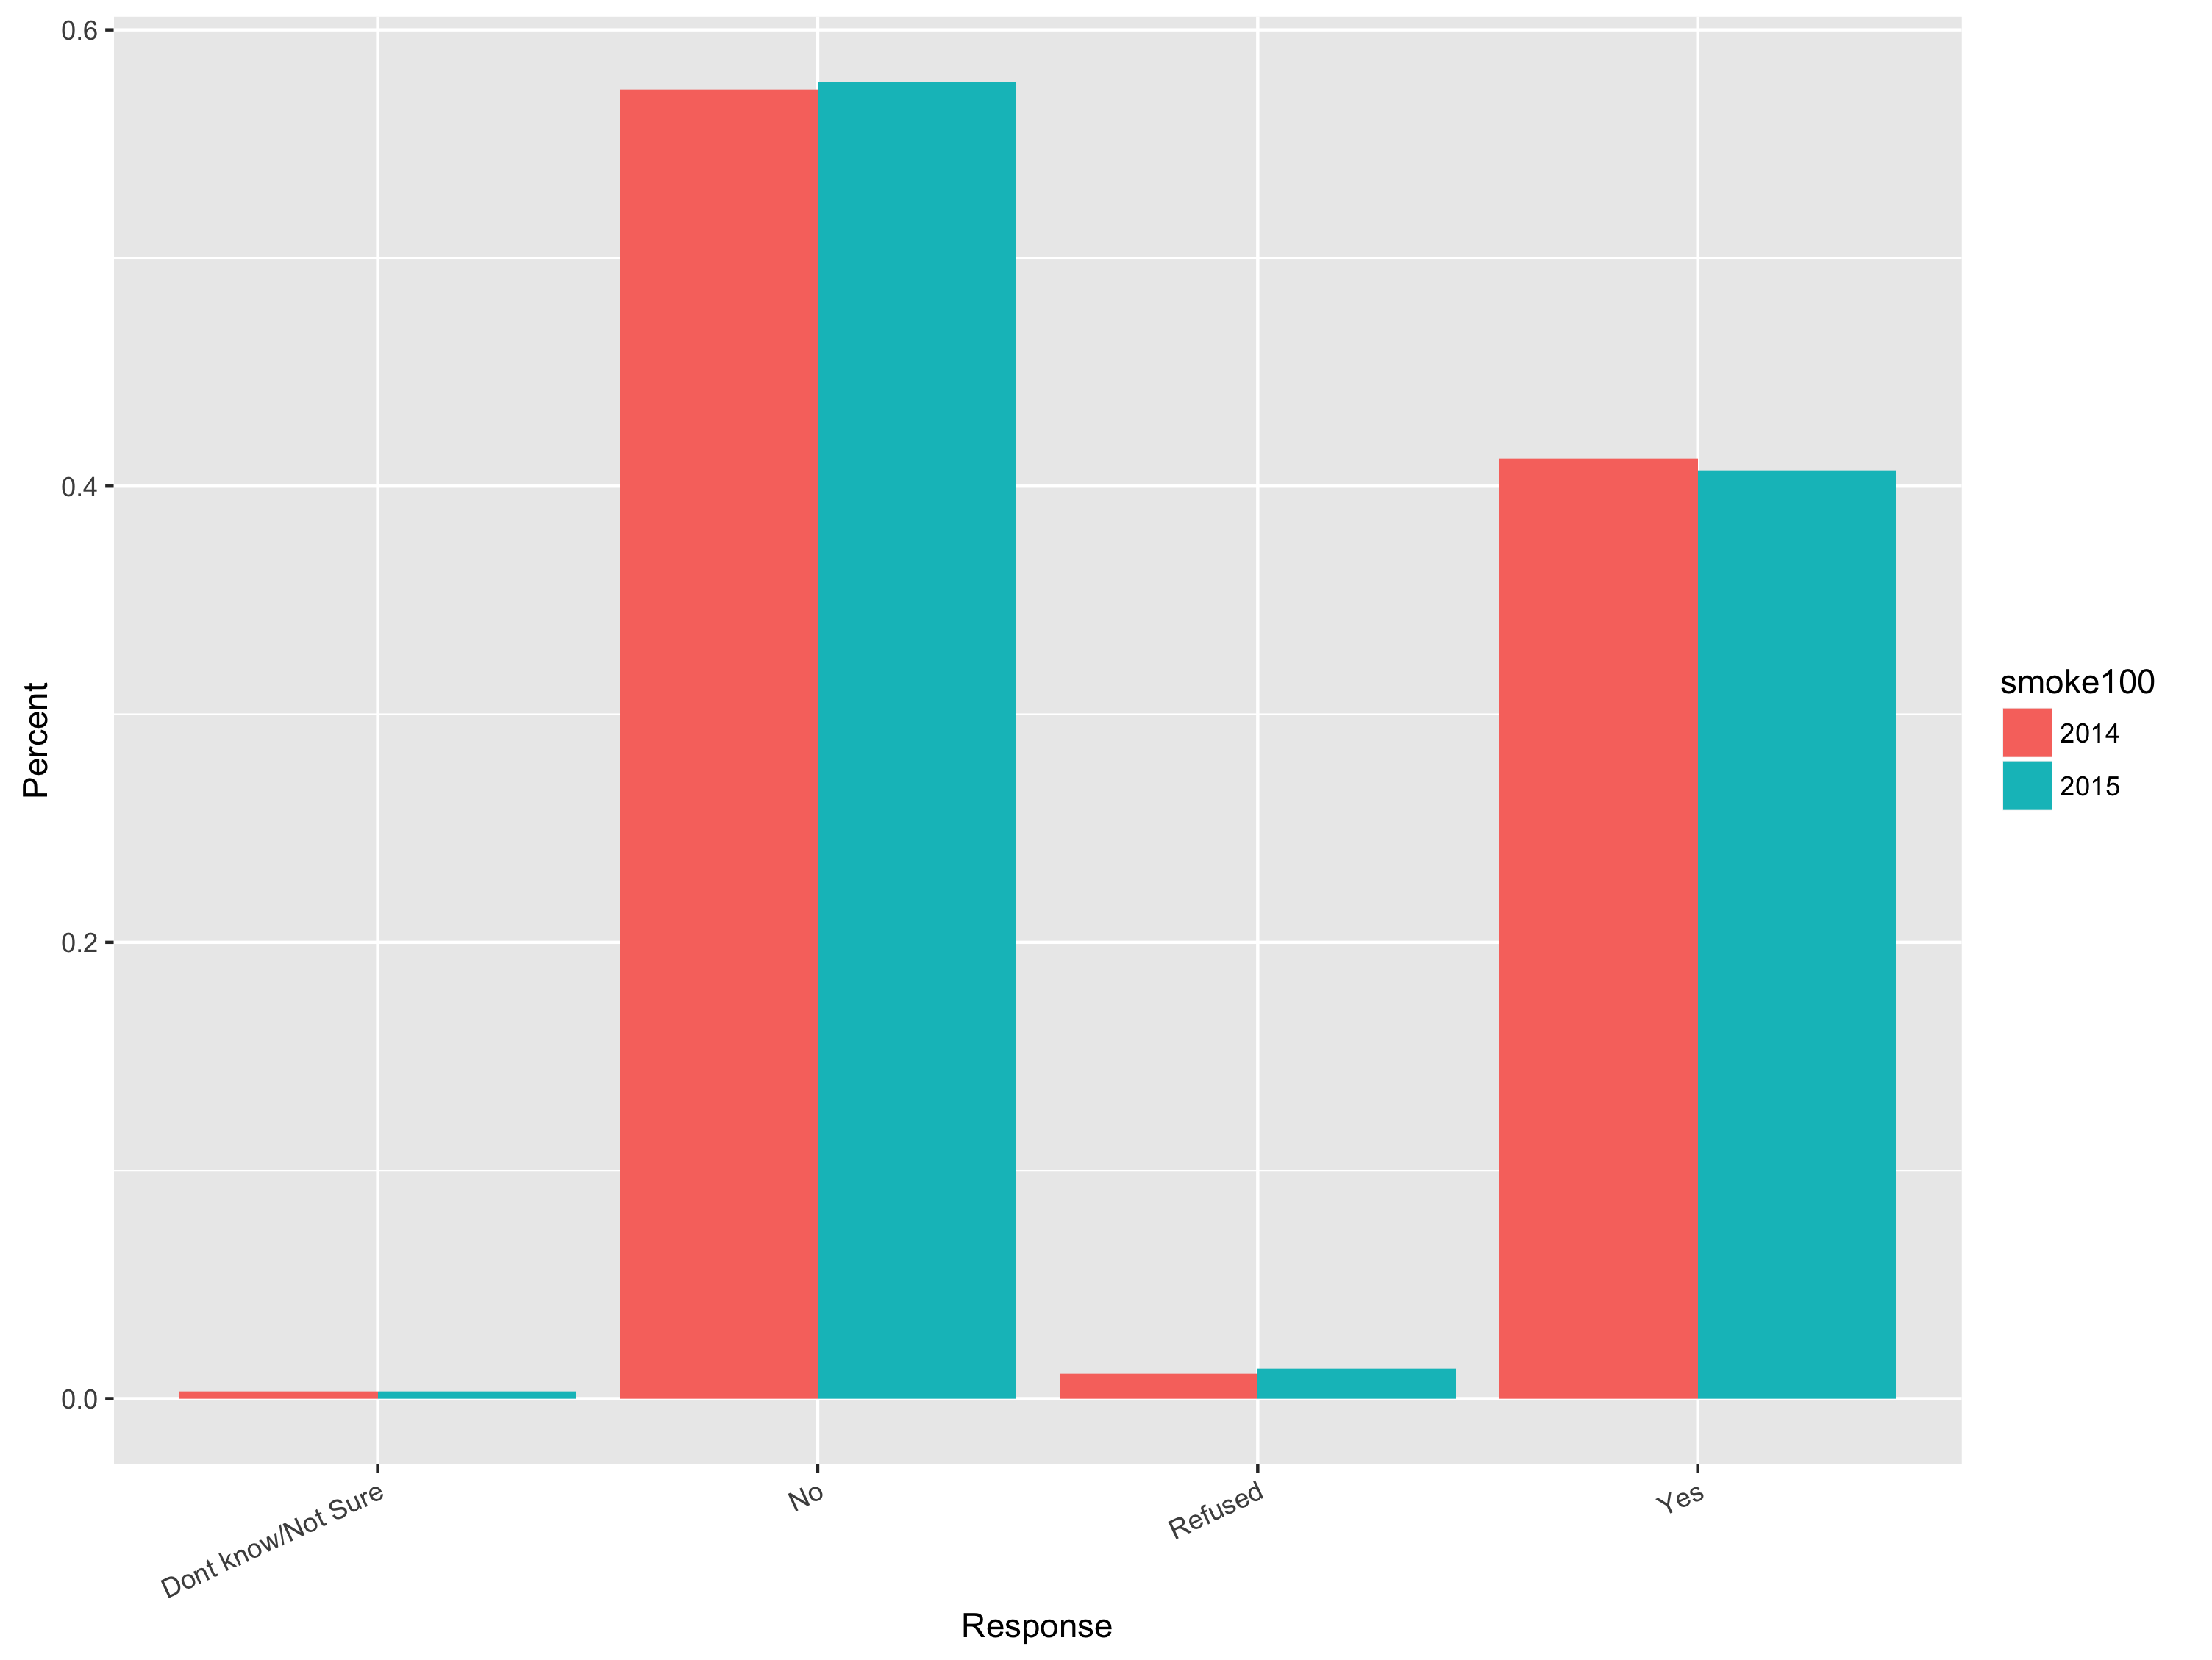 0.6
0.4
0.2
0.0
Percent
Dont know/Not Sure
No
Refused
Yes
Response
smoke100
2014
2015